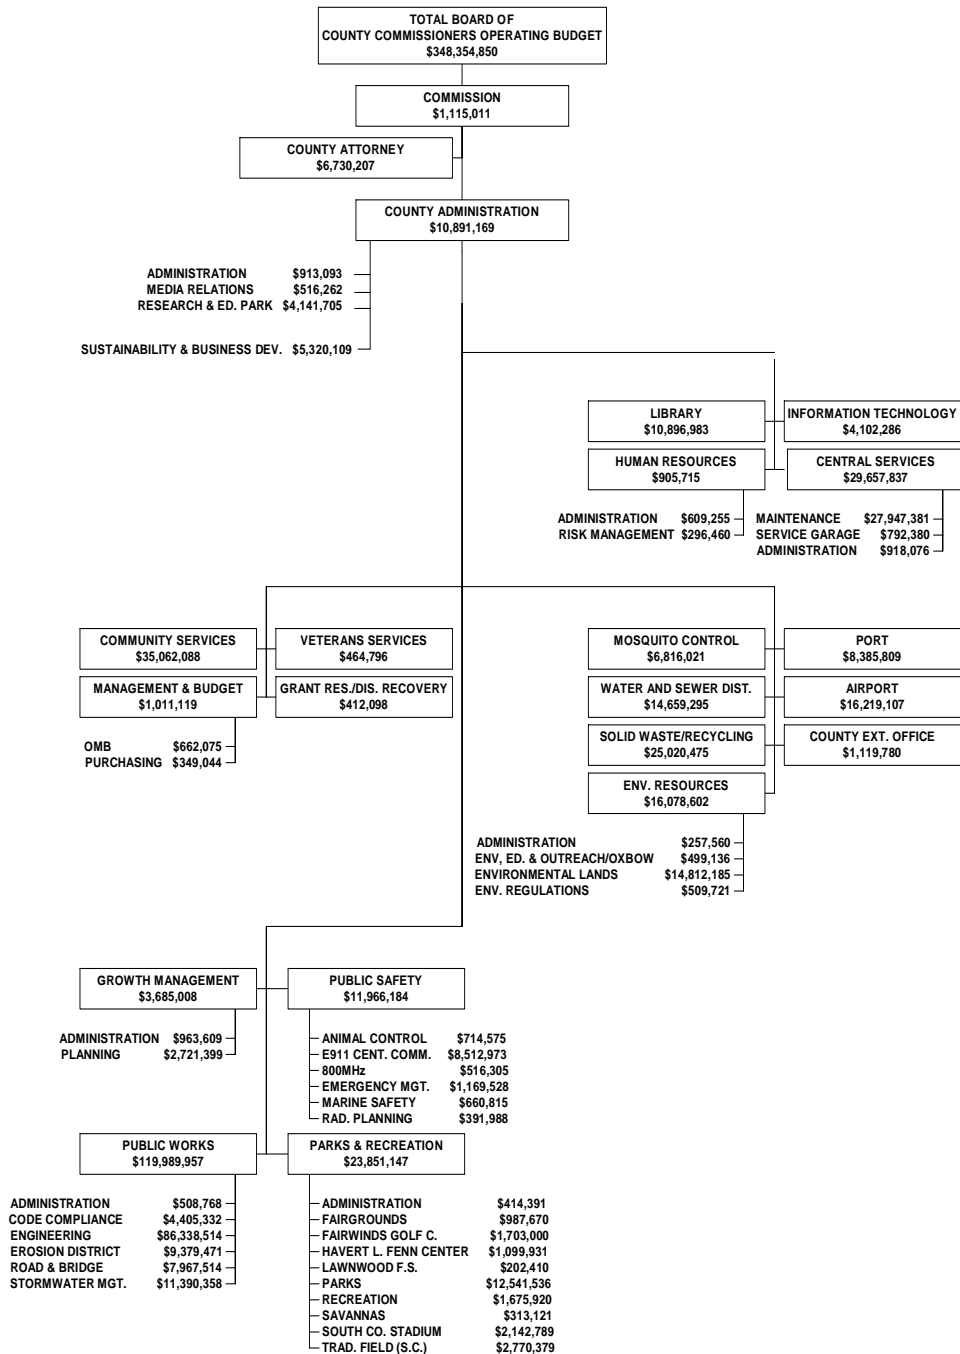 TOTAL BOARD OF
COUNTY COMMISSIONERS OPERATING BUDGET
$348,354,850
COMMISSION
$1,115,011
COUNTY ATTORNEY
$6,730,207
COUNTY ADMINISTRATION
$10,891,169
ADMINISTRATION $913,093
MEDIA RELATIONS $516,262
RESEARCH & ED. PARK $4,141,705
SUSTAINABILITY & BUSINESS DEV. $5,320,109
LIBRARY
$10,896,983
INFORMATION TECHNOLOGY
$4,102,286
HUMAN RESOURCES
$905,715
CENTRAL SERVICES
$29,657,837
ADMINISTRATION $609,255
RISK MANAGEMENT $296,460
MAINTENANCE $27,947,381
SERVICE GARAGE $792,380
ADMINISTRATION $918,076
COMMUNITY SERVICES
$35,062,088
VETERANS SERVICES
$464,796
MANAGEMENT & BUDGET
$1,011,119
GRANT RES./DIS. RECOVERY
$412,098
OMB $662,075
PURCHASING $349,044
MOSQUITO CONTROL
$6,816,021
PORT
$8,385,809
WATER AND SEWER DIST.
$14,659,295
AIRPORT
$16,219,107
SOLID WASTE/RECYCLING
$25,020,475
COUNTY EXT. OFFICE
$1,119,780
ENV. RESOURCES
$16,078,602
ADMINISTRATION $257,560
ENV, ED. & OUTREACH/OXBOW $499,136
ENVIRONMENTAL LANDS $14,812,185
ENV. REGULATIONS $509,721
GROWTH MANAGEMENT
$3,685,008
PUBLIC SAFETY
$11,966,184
ADMINISTRATION $963,609
PLANNING $2,721,399
ANIMAL CONTROL $714,575
E911 CENT. COMM. $8,512,973
800MHz $516,305
EMERGENCY MGT. $1,169,528
MARINE SAFETY $660,815
RAD. PLANNING $391,988
PUBLIC WORKS
$119,989,957
PARKS & RECREATION
$23,851,147
ADMINISTRATION $508,768
CODE COMPLIANCE $4,405,332
ENGINEERING $86,338,514
EROSION DISTRICT $9,379,471
ROAD & BRIDGE $7,967,514
STORMWATER MGT. $11,390,358
ADMINISTRATION $414,391
FAIRGROUNDS $987,670
FAIRWINDS GOLF C. $1,703,000
HAVERT L. FENN CENTER $1,099,931
LAWNWOOD F.S. $202,410
PARKS $12,541,536
RECREATION $1,675,920
SAVANNAS $313,121
SOUTH CO. STADIUM $2,142,789
TRAD. FIELD (S.C.) $2,770,379